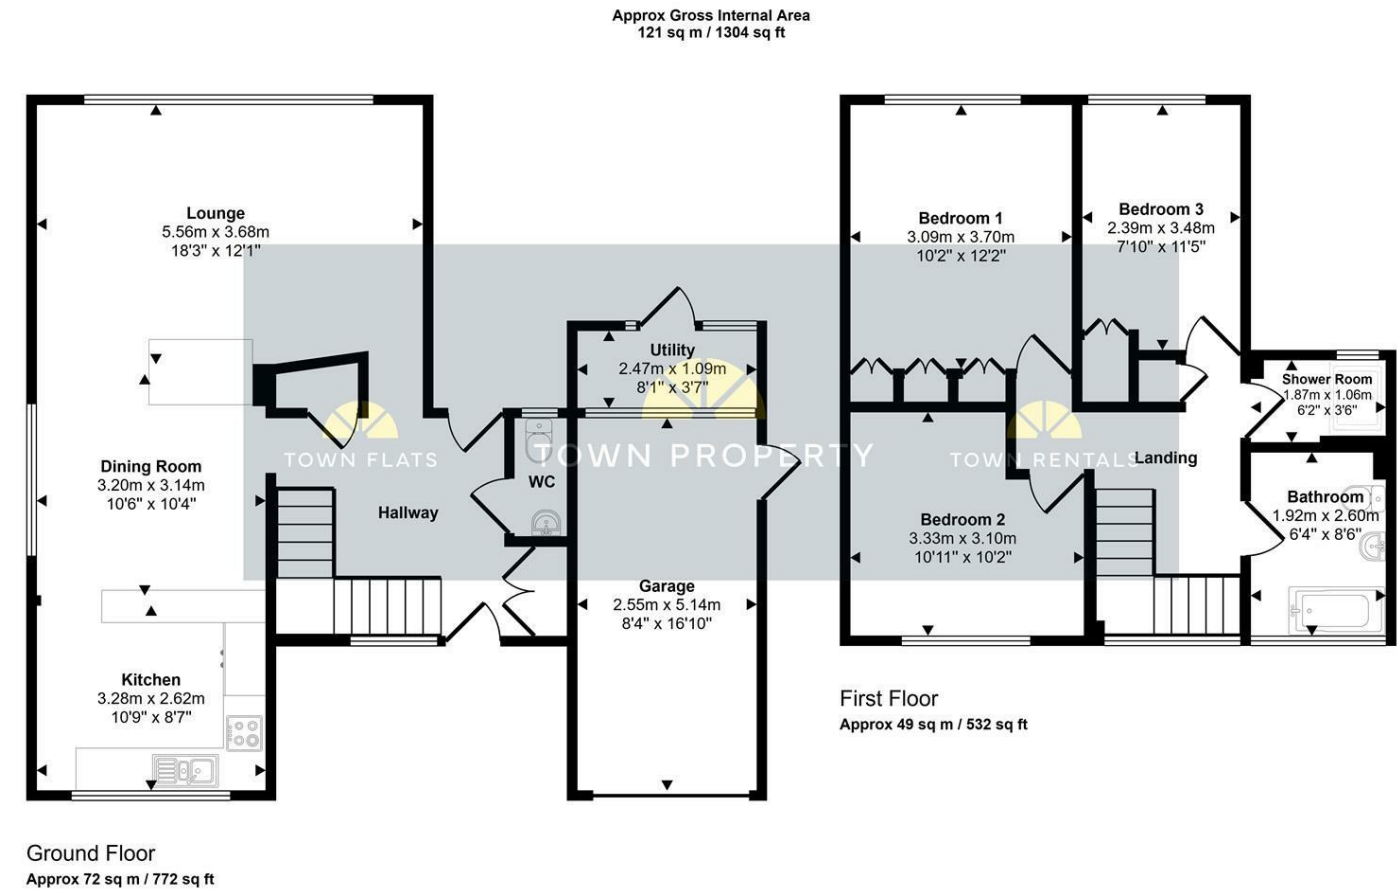 Approx Gross Internal Area
121 sq m / 1304 sq ft
Lounge
5.56m x 3.68m
18'3" x 12'1"
Dining Room
3.20m x 3.14m
10'6" x 10'4"
Kitchen
3.28m x 2.62m
10'9" x 8'7"
Hallway
WC
Utility
2.47m x 1.09m
8'1" x 3'7"
Garage
2.55m x 5.14m
8'4" x 16'10"
TOWN FLATS
TOWN PROPERTY
TOWN RENTALS
Bedroom 1
3.09m x 3.70m
10'2" x 12'2"
Bedroom 3
2.39m x 3.48m
7'10" x 11'5"
Shower Room
1.87m x 1.06m
6'2" x 3'6"
Landing
Bathroom
1.92m x 2.60m
6'4" x 8'6"
Bedroom 2
3.33m x 3.10m
10'11" x 10'2"
First Floor
Approx 49 sq m / 532 sq ft
Ground Floor
Approx 72 sq m / 772 sq ft